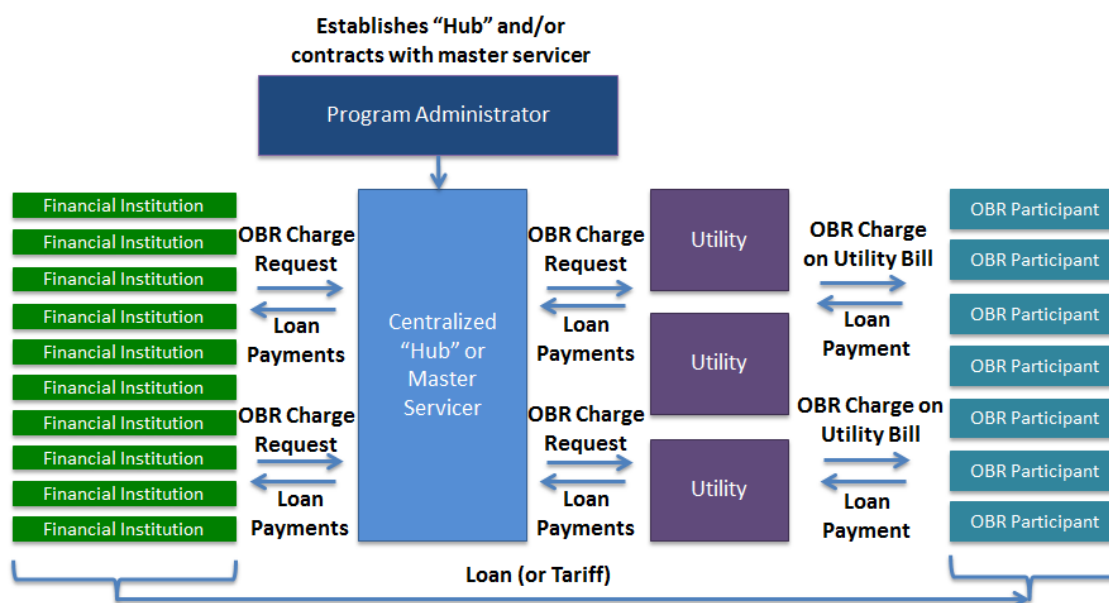 Establishes “Hub” and/or
contracts with master servicer
Program Administrator
Financial Institution
Financial Institution
Financial Institution
Financial Institution
Financial Institution
Financial Institution
Financial Institution
Financial Institution
Financial Institution
Financial Institution
OBR Charge
Request
Loan
Payments
OBR Charge
Request
Loan
Payments
Centralized
“Hub” or
Master
Servicer
OBR Charge
Request
Loan
Payments
OBR Charge
Request
Loan
Payments
Utility
Utility
Utility
OBR Charge
on Utility Bill
Loan
Payment
OBR Charge on
Utility Bill
Loan
Payment
OBR Participant
OBR Participant
OBR Participant
OBR Participant
OBR Participant
OBR Participant
OBR Participant
Loan (or Tariff)